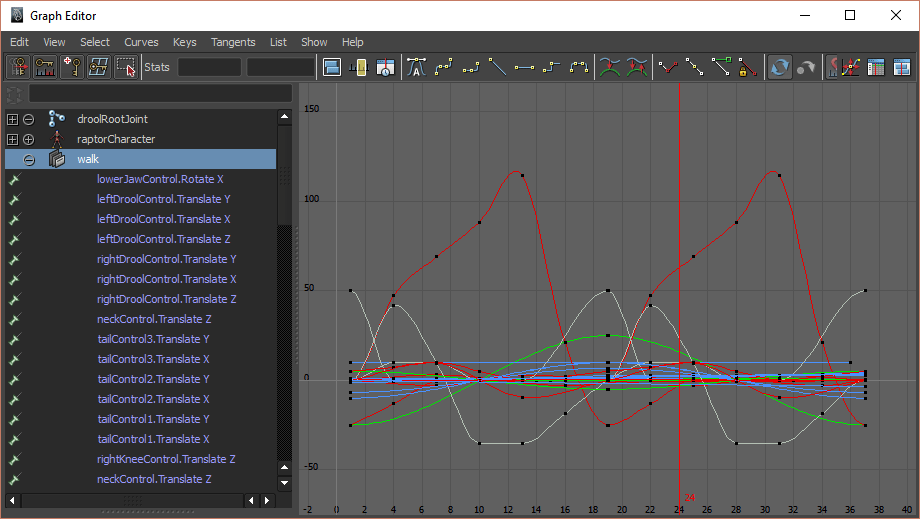 Graph Editor
Edit View Select Curves Keys Tangents List Show Help
Stats
droolRootJoint
raptorCharacter
walk
lowerJawControl.Rotate X
leftDroolControl.Translate Y
leftDroolControl.Translate X
leftDroolControl.Translate Z
rightDroolControl.Translate Y
rightDroolControl.Translate X
rightDroolControl.Translate Z
neckControl.Translate Z
tailControl3.Translate Y
tailControl3.Translate X
tailControl2.Translate Y
tailControl2.Translate X
tailControl1.Translate Y
tailControl1.Translate X
rightKneeControl.Translate Z
neckControl.Translate Z
150
100
50
0
-50
24
-2 0 2 4 6 8 10 12 14 16 18 20 22 24 26 28 30 32 34 36 38 40